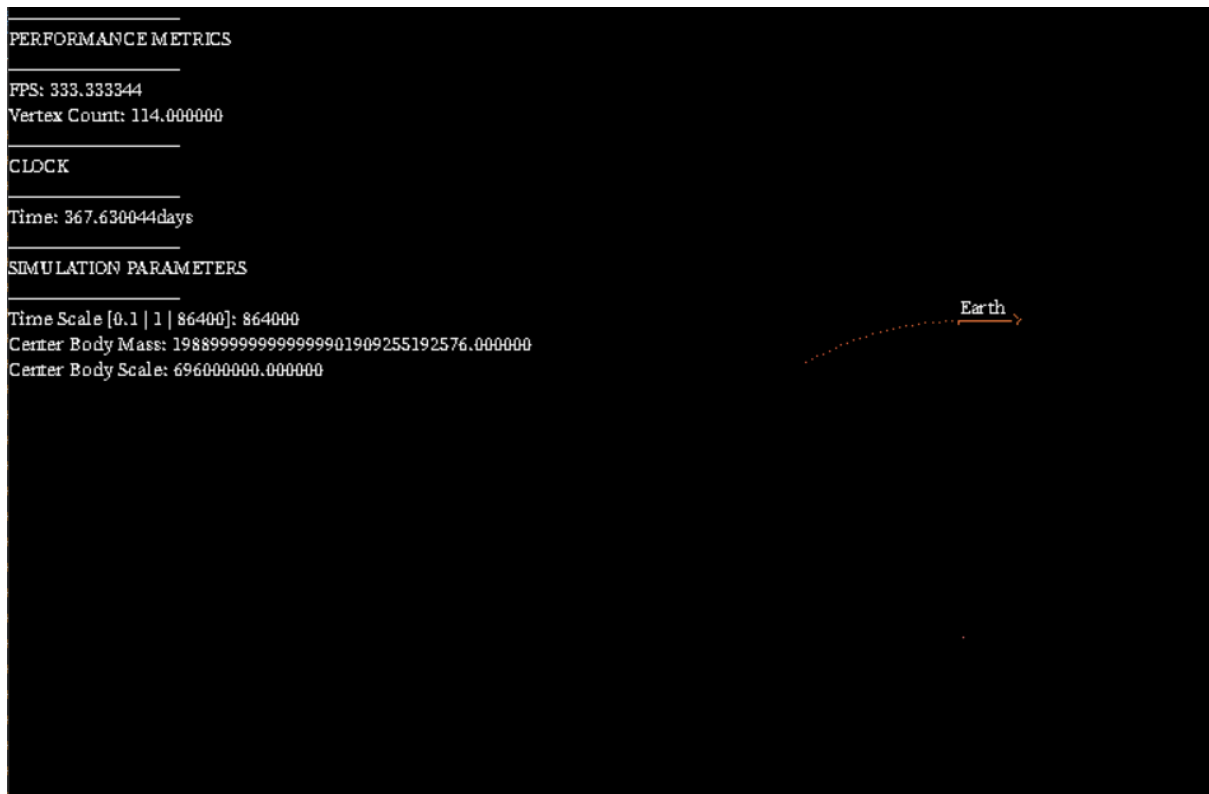 PERFORMANCE METRICS
FPS: 333.333344
Vertex Count: 114.000000
CLOCK
Time: 367.630044days
SIMULATION PARAMETERS
Time Scale [0.1 | 1 | 86400]: 864000
Center Body Mass: 1988999999999999901909255192576.000000
Center Body Scale: 696000000.000000
Earth